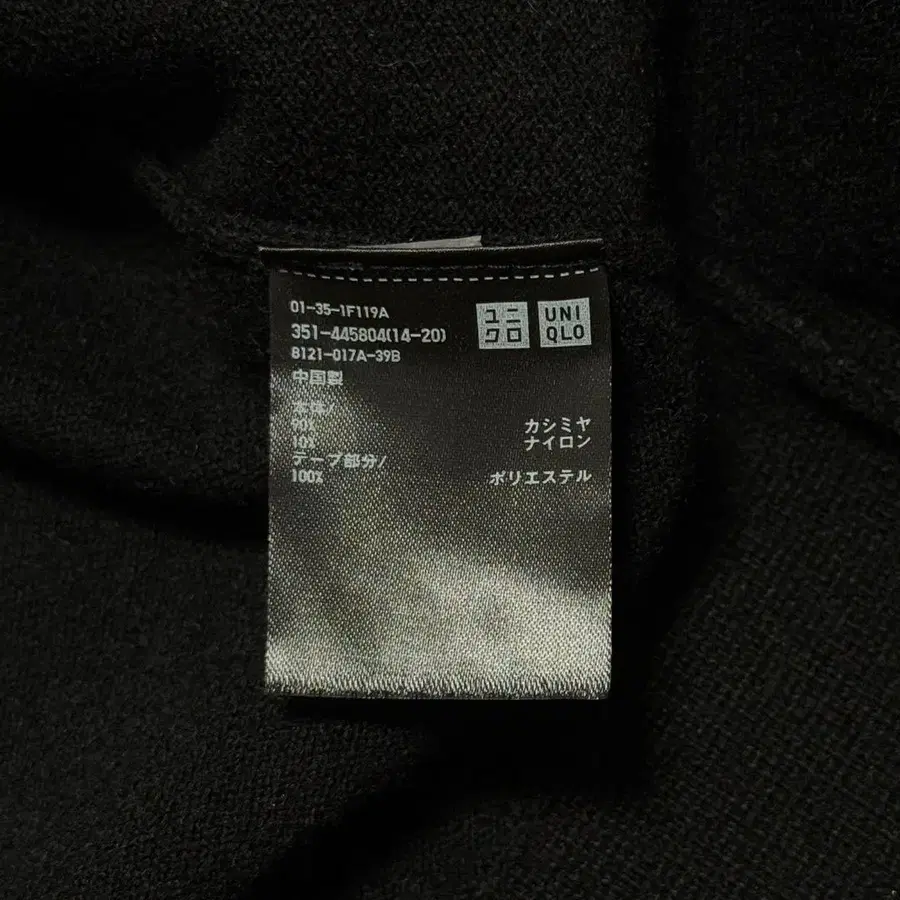 01-35-1F119A
351-445804(14-20)
8121-017A-39B
中国製
ユニクロ
UNIQLO
本体/
90% カシミヤ
10% ナイロン
テープ部分/
100% ポリエステル